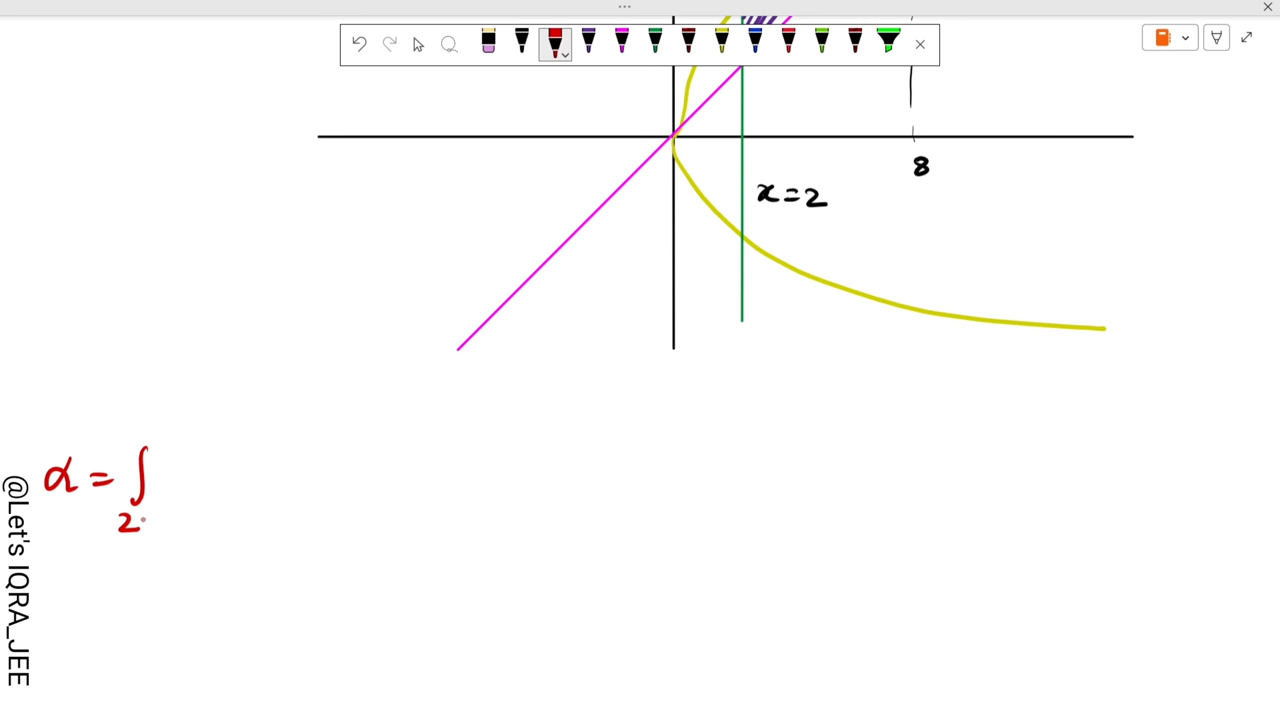 8
x=2
α = ∫
2
@Let's IQRA_JEE